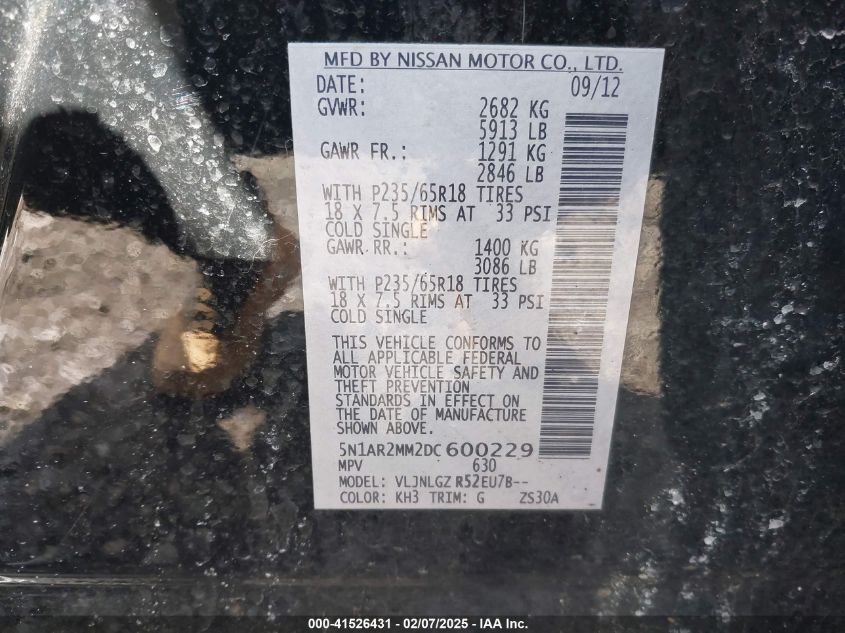 MFD BY NISSAN MOTOR CO., LTD.
DATE: 09/12
GVWR: 2682 KG
5913 LB
GAWR FR.: 1291 KG
2846 LB
WITH P235/65R18 TIRES
18 X 7.5 RIMS AT 33 PSI
COLD SINGLE
GAWR RR.: 1400 KG
3086 LB
WITH P235/65R18 TIRES
18 X 7.5 RIMS AT 33 PSI
COLD SINGLE
THIS VEHICLE CONFORMS TO
ALL APPLICABLE FEDERAL
MOTOR VEHICLE SAFETY AND
THEFT PREVENTION
STANDARDS IN EFFECT ON
THE DATE OF MANUFACTURE
SHOWN ABOVE.
5N1AR2MM2DC600229
MPV 630
MODEL: VLJNLGZ R52EU7B--
COLOR: KH3 TRIM: G ZS30A
000-41526431 - 02/07/2025 - IAA Inc.